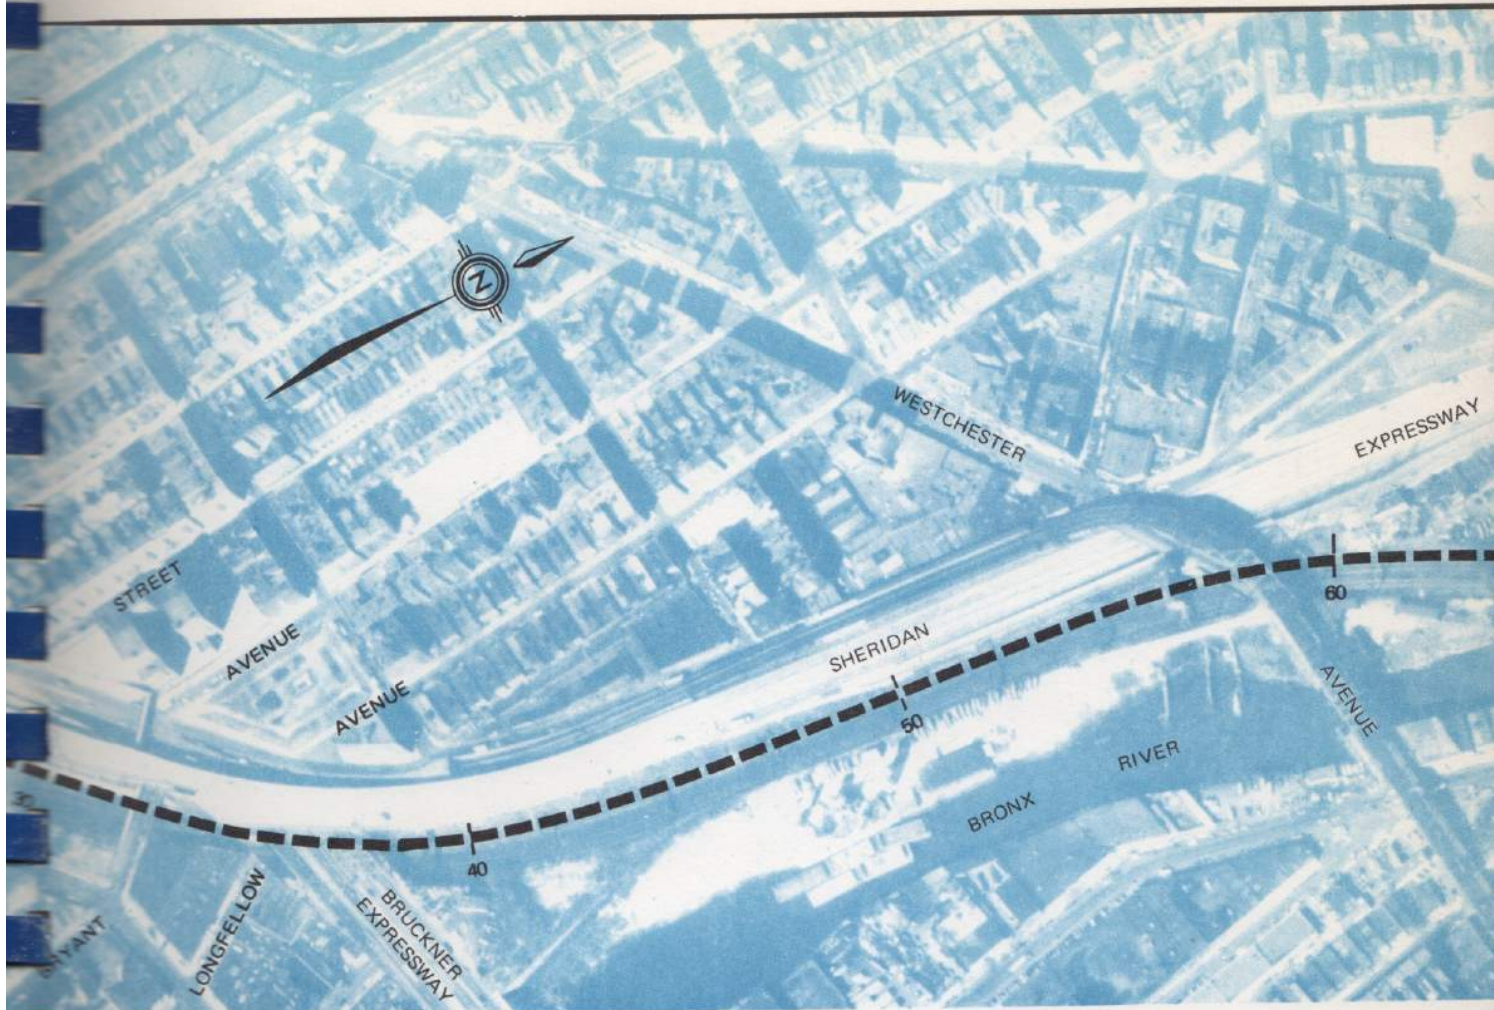 N
WESTCHESTER
EXPRESSWAY
STREET
60
AVENUE
SHERIDAN
AVENUE
AVENUE
50
RIVER
BRONX
40
BRUCKNER
EXPRESSWAY
LONGFELLOW